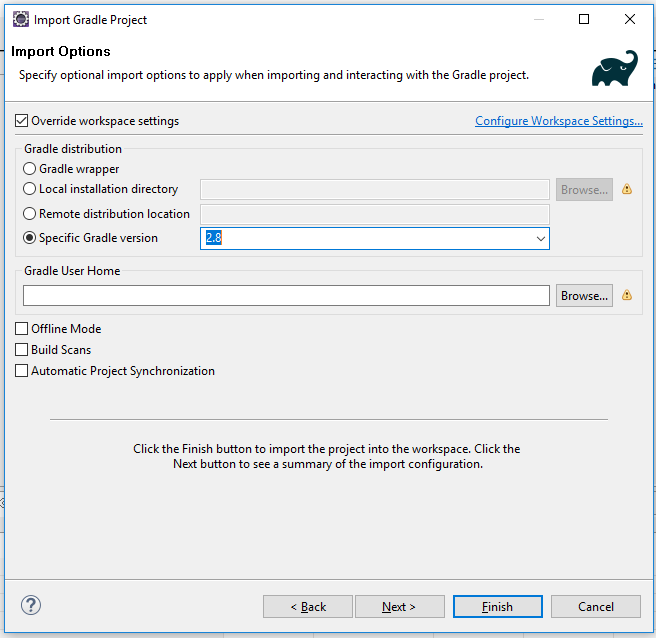 Import Gradle Project
Import Options
Specify optional import options to apply when importing and interacting with the Gradle project.
Override workspace settings
Configure Workspace Settings...
Gradle distribution
Gradle wrapper
Local installation directory
Browse...
Remote distribution location
Specific Gradle version
2.8
Gradle User Home
Browse...
Offline Mode
Build Scans
Automatic Project Synchronization
Click the Finish button to import the project into the workspace. Click the
Next button to see a summary of the import configuration.
?
< Back
Next >
Finish
Cancel